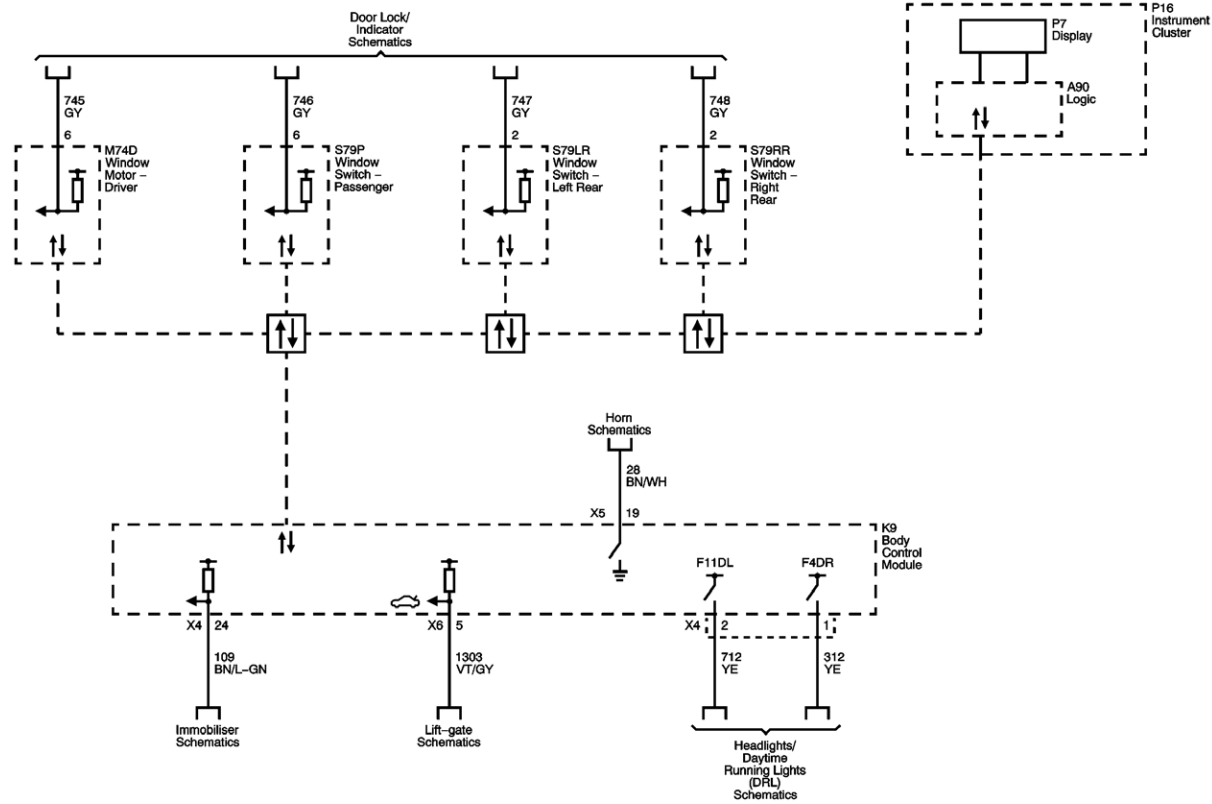 Door Lock/
Indicator
Schematics
P16
Instrument
Cluster
P7
Display
A90
Logic
745
GY
6
746
GY
6
747
GY
2
748
GY
2
M74D
Window
Motor –
Driver
S79P
Window
Switch –
Passenger
S79LR
Window
Switch –
Left Rear
S79RR
Window
Switch –
Right
Rear
Horn
Schematics
28
BN/WH
X5 19
K9
Body
Control
Module
F11DL
F4DR
X4 24
X6 5
X4 2
1
109
BN/L–GN
1303
VT/GY
712
YE
312
YE
Immobiliser
Schematics
Lift–gate
Schematics
Headlights/
Daytime
Running Lights
(DRL)
Schematics